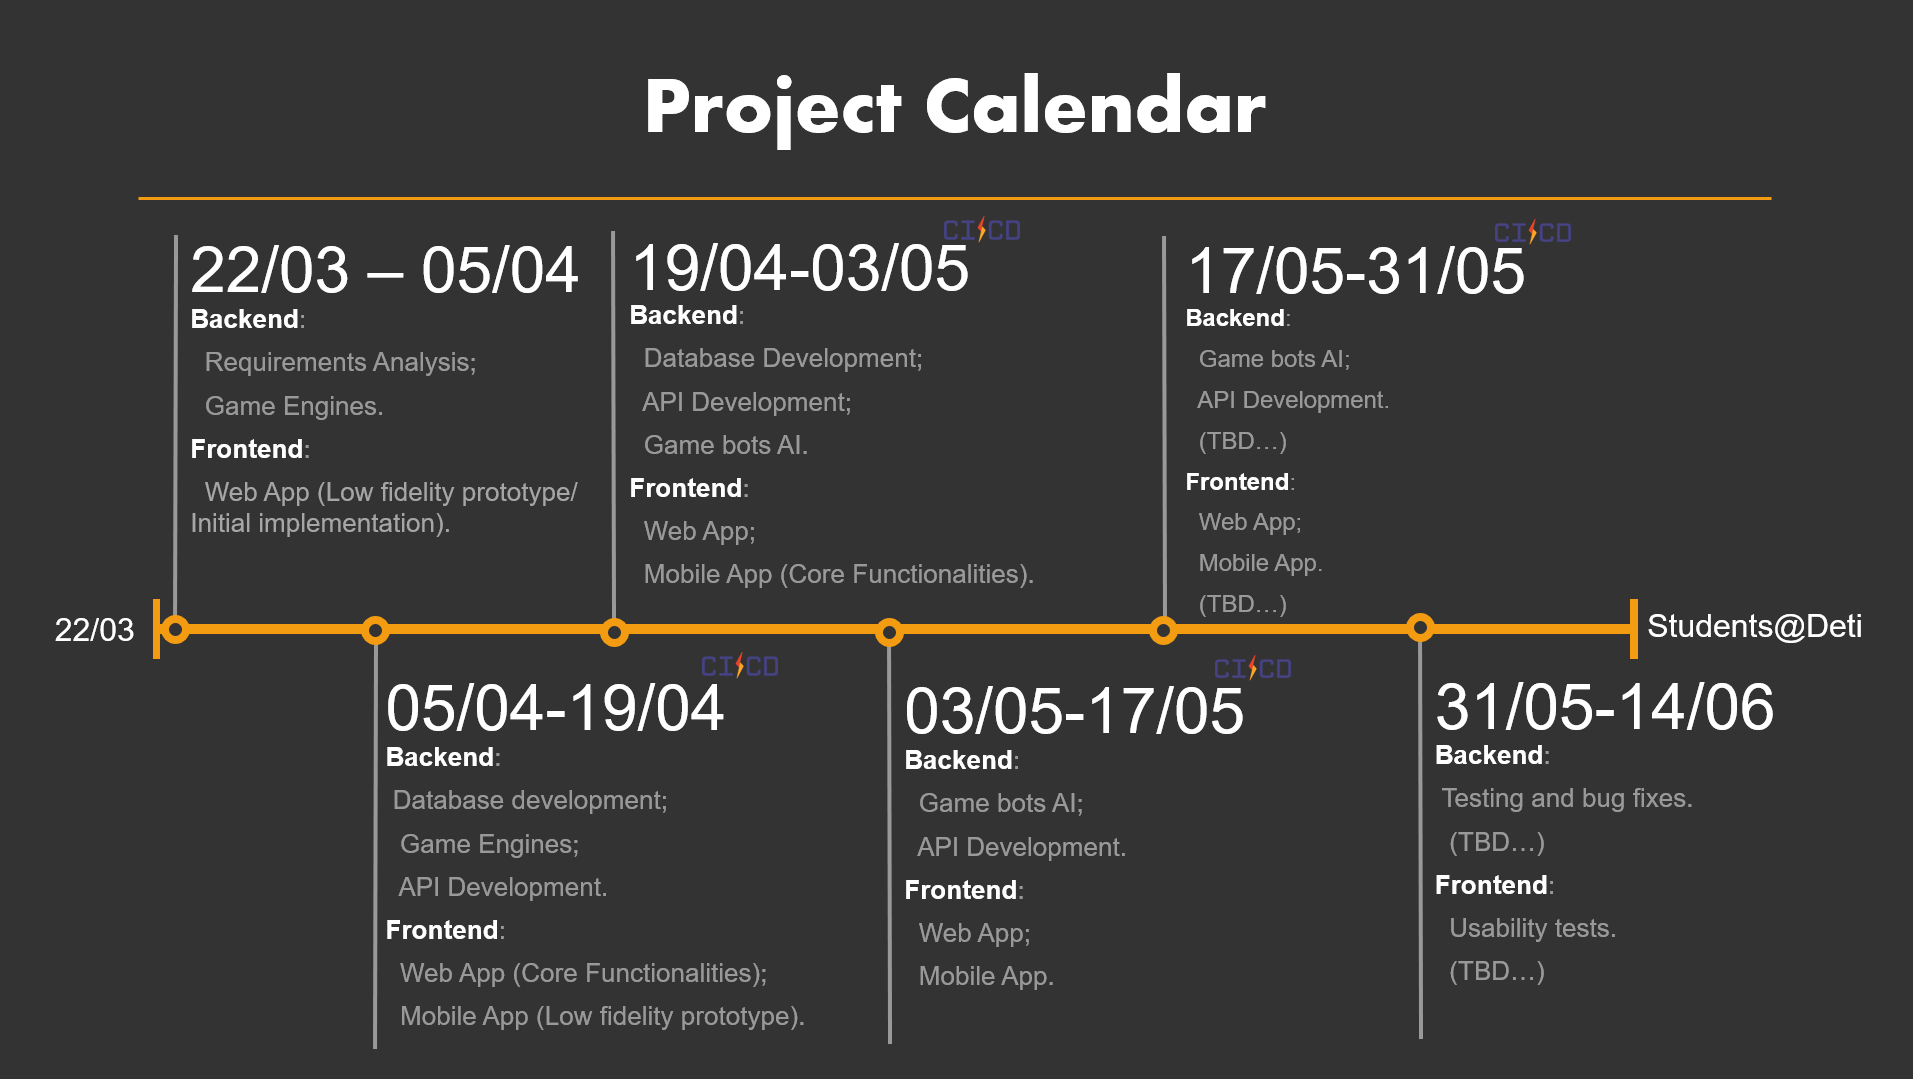 Project Calendar
22/03 – 05/04
Backend:
Requirements Analysis;
Game Engines.
Frontend:
Web App (Low fidelity prototype/
Initial implementation).
CI CD
19/04-03/05
Backend:
Database Development;
API Development;
Game bots AI.
Frontend:
Web App;
Mobile App (Core Functionalities).
CI CD
17/05-31/05
Backend:
Game bots AI;
API Development.
(TBD...)
Frontend:
Web App;
Mobile App.
(TBD...)
22/03
Students@Deti
CI CD
05/04-19/04
Backend:
Database development;
Game Engines;
API Development.
Frontend:
Web App (Core Functionalities);
Mobile App (Low fidelity prototype).
CI CD
03/05-17/05
Backend:
Game bots AI;
API Development.
Frontend:
Web App;
Mobile App.
31/05-14/06
Backend:
Testing and bug fixes.
(TBD...)
Frontend:
Usability tests.
(TBD...)